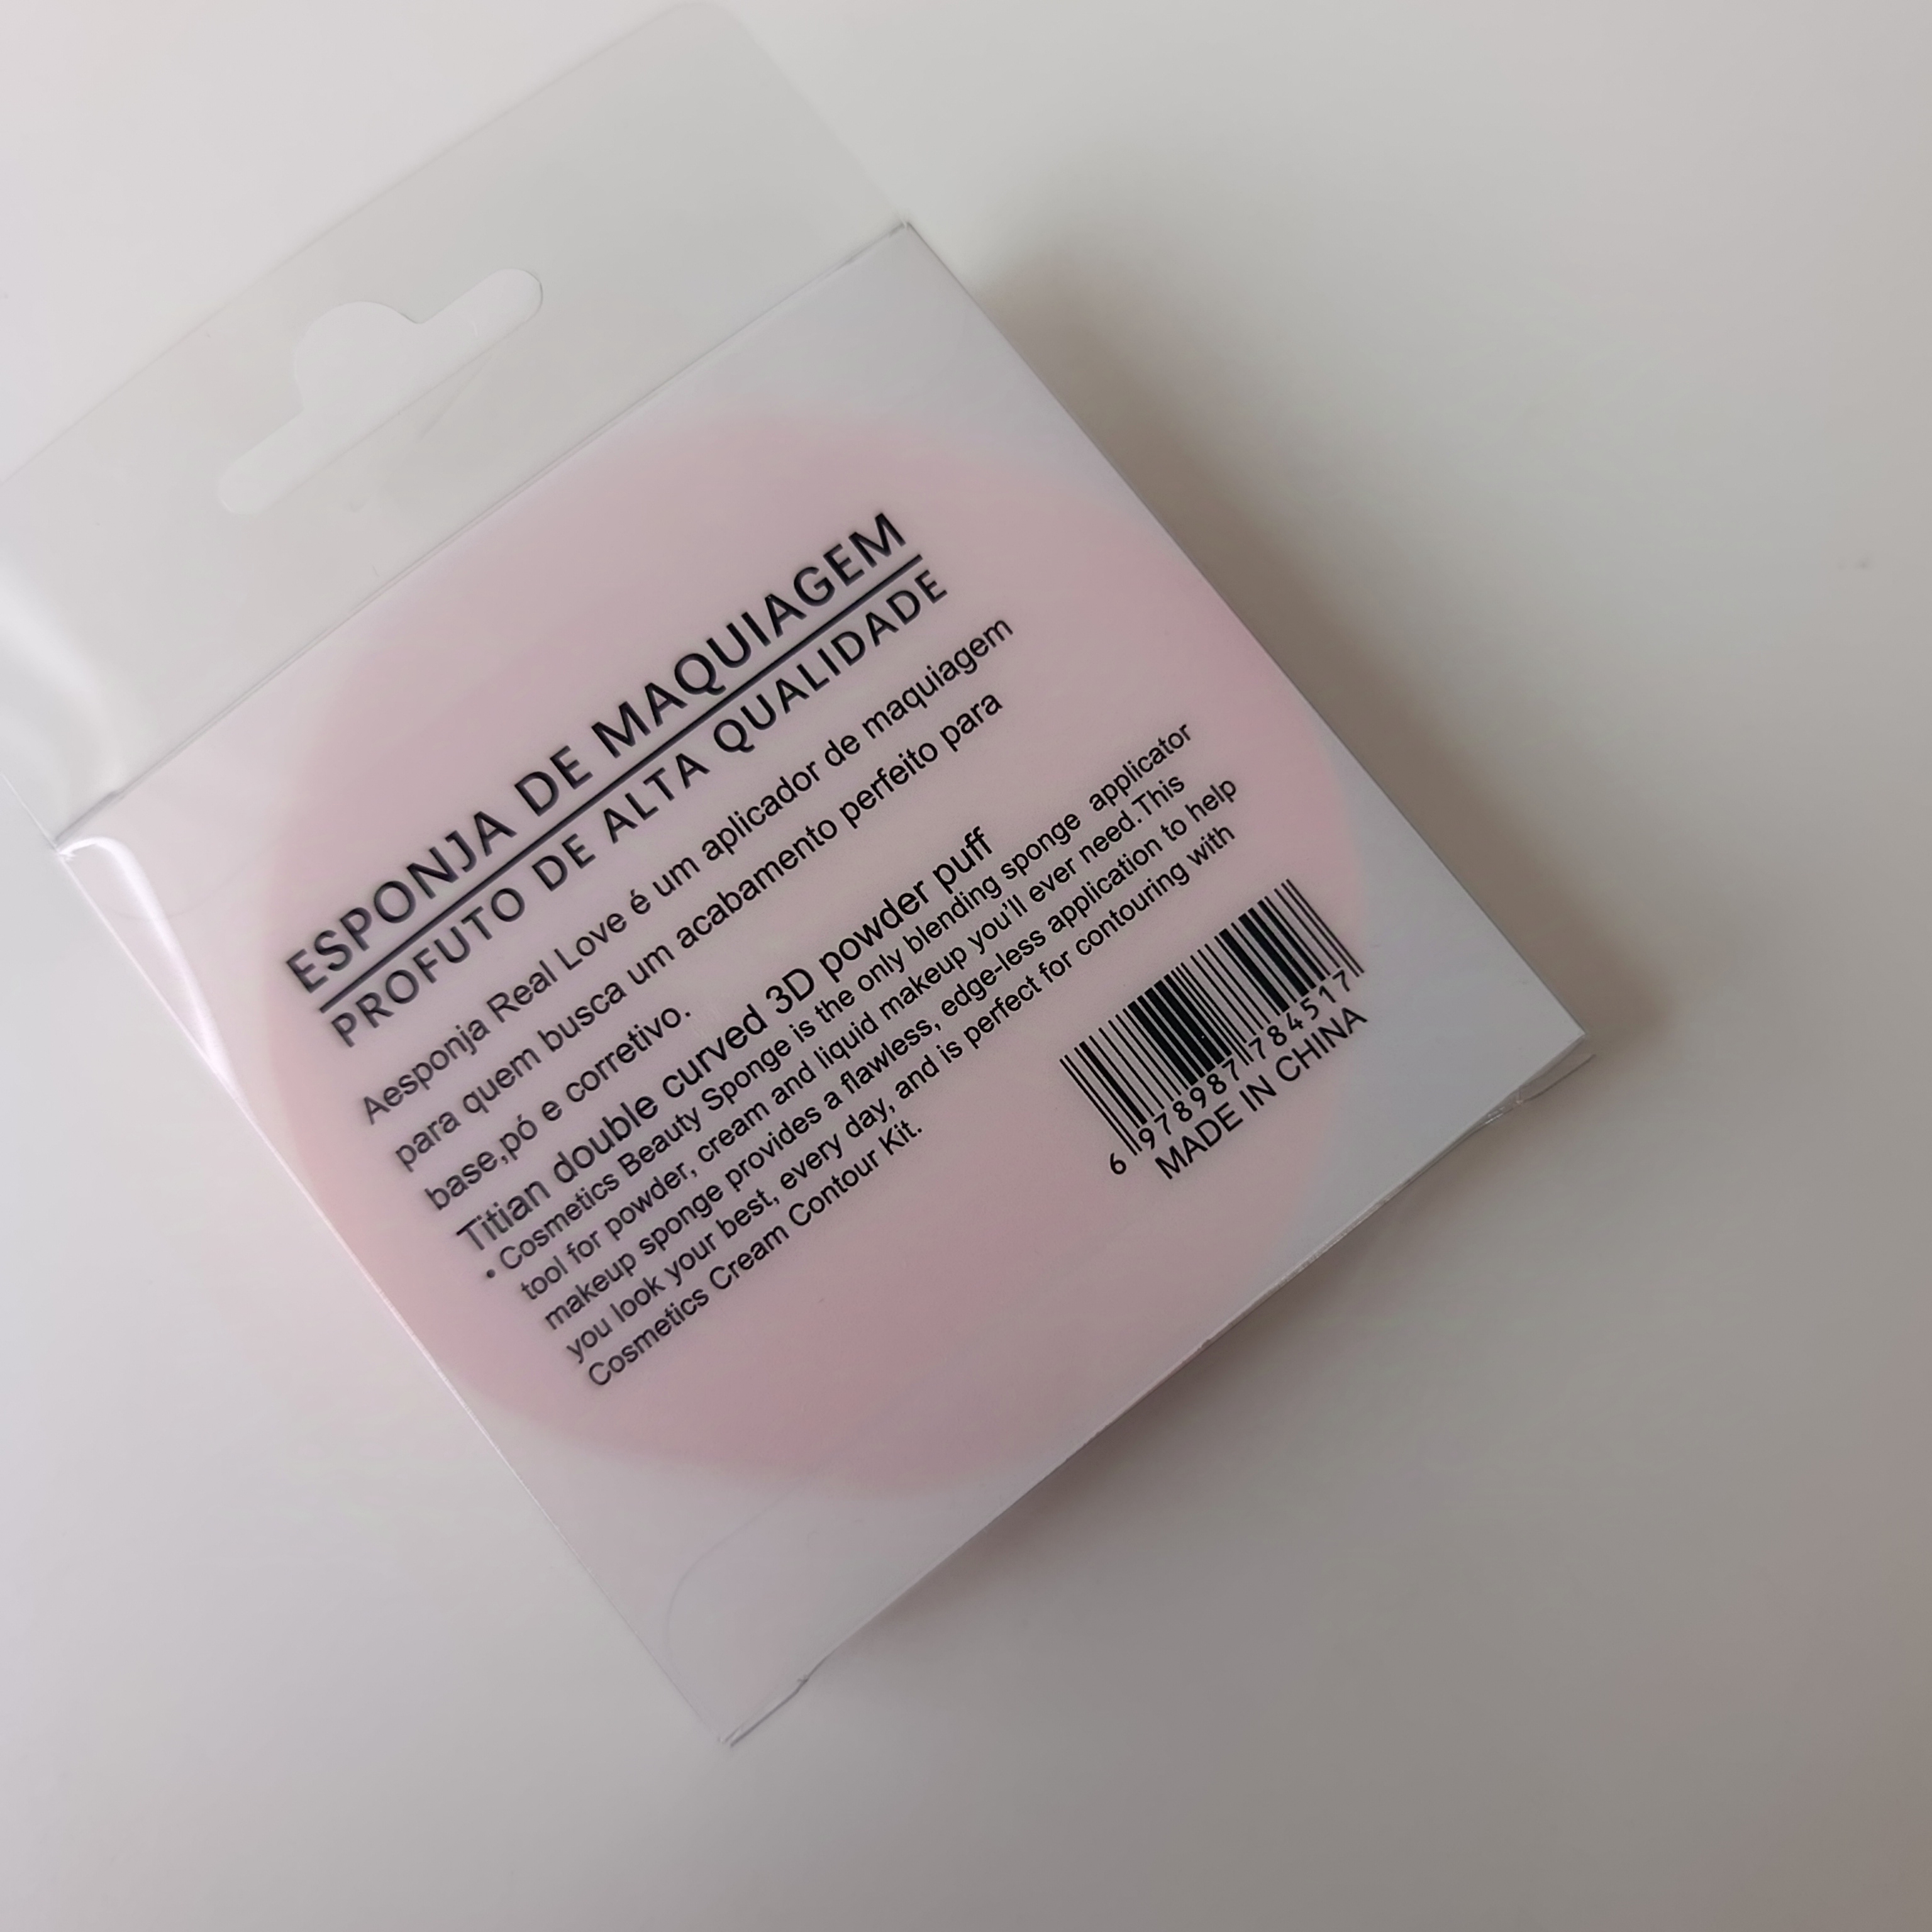 ESPONJA DE MAQUIAGEM
PROFUTO DE ALTA QUALIDADE
Aesponja Real Love é um aplicador de maquiagem
para quem busca um acabamento perfeito para
base,pó e corretivo.
Titian double curved 3D powder puff
• Cosmetics Beauty Sponge is the only blending sponge applicator
tool for powder, cream and liquid makeup you'll ever need.This
makeup sponge provides a flawless, edge-less application to help
you look your best, every day, and is perfect for contouring with
Cosmetics Cream Contour Kit.
6 978987 784517
MADE IN CHINA